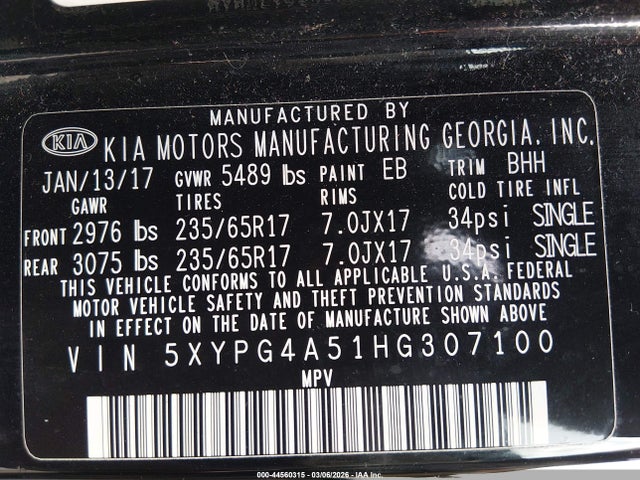 MANUFACTURED BY
KIA KIA MOTORS MANUFACTURING GEORGIA, INC.
JAN/13/17 GVWR 5489 lbs PAINT EB TRIM BHH
GAWR TIRES RIMS COLD TIRE INFL
FRONT 2976 lbs 235/65R17 7.0JX17 34psi SINGLE
REAR 3075 lbs 235/65R17 7.0JX17 34psi SINGLE
THIS VEHICLE CONFORMS TO ALL APPLICABLE U.S.A. FEDERAL
MOTOR VEHICLE SAFETY AND THEFT PREVENTION STANDARDS
IN EFFECT ON THE DATE OF MANUFACTURE SHOWN ABOVE
VIN 5XYPG4A51HG307100
MPV
000-44560315 - 03/06/2026 - IAA Inc.